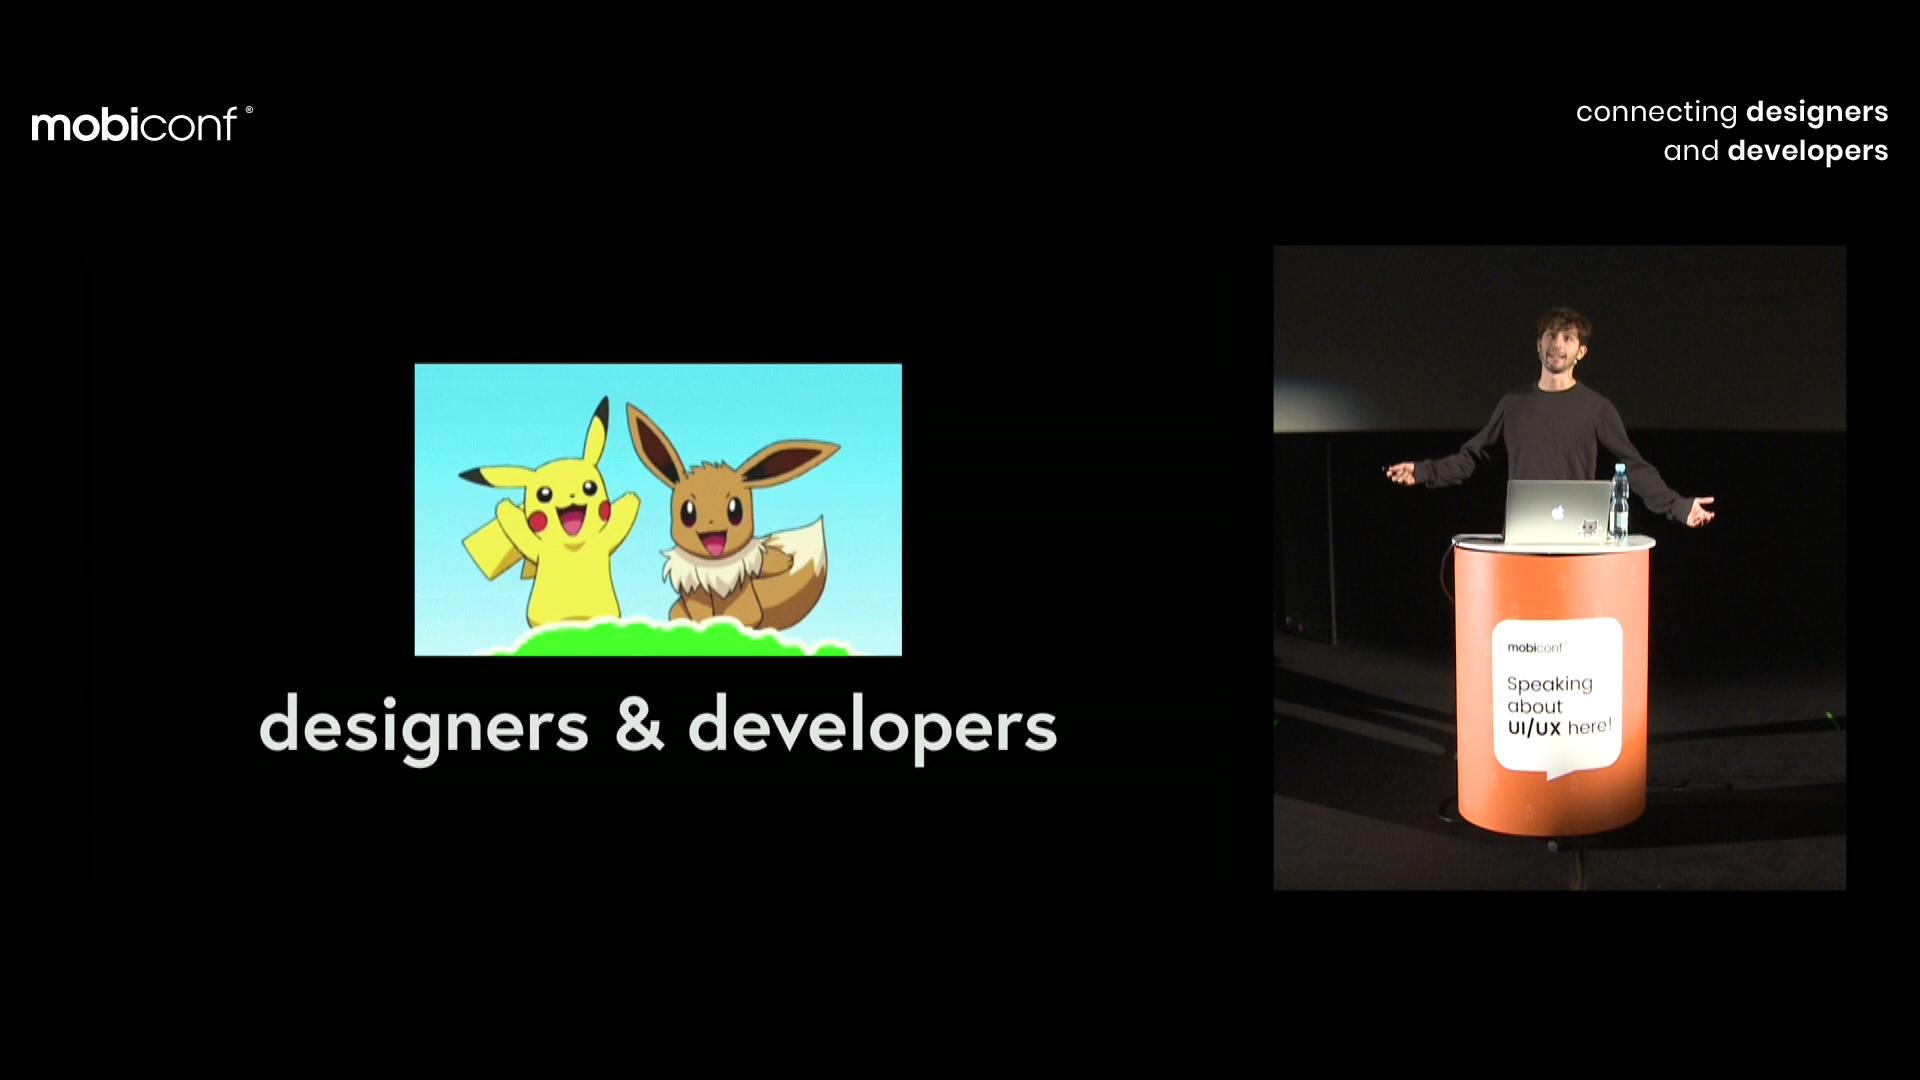 mobiconf®
connecting designers
and developers
designers & developers
mobiconf
Speaking
about
UI/UX here!